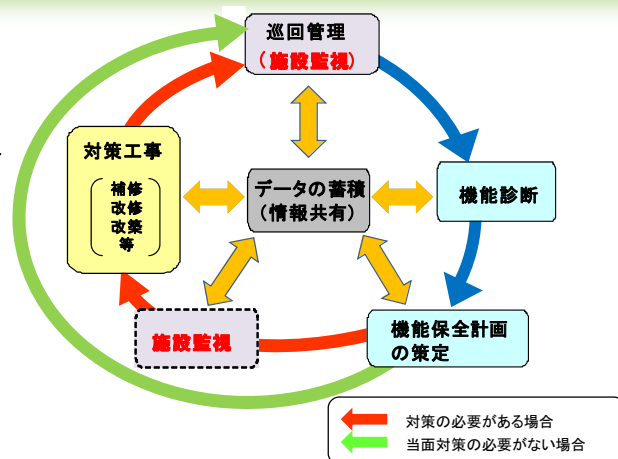 巡回管理
(施設監視)
対策工事
補修
改修
改築
等
データの蓄積
(情報共有)
機能診断
施設監視
機能保全計画
の策定
対策の必要がある場合
当面対策の必要がない場合